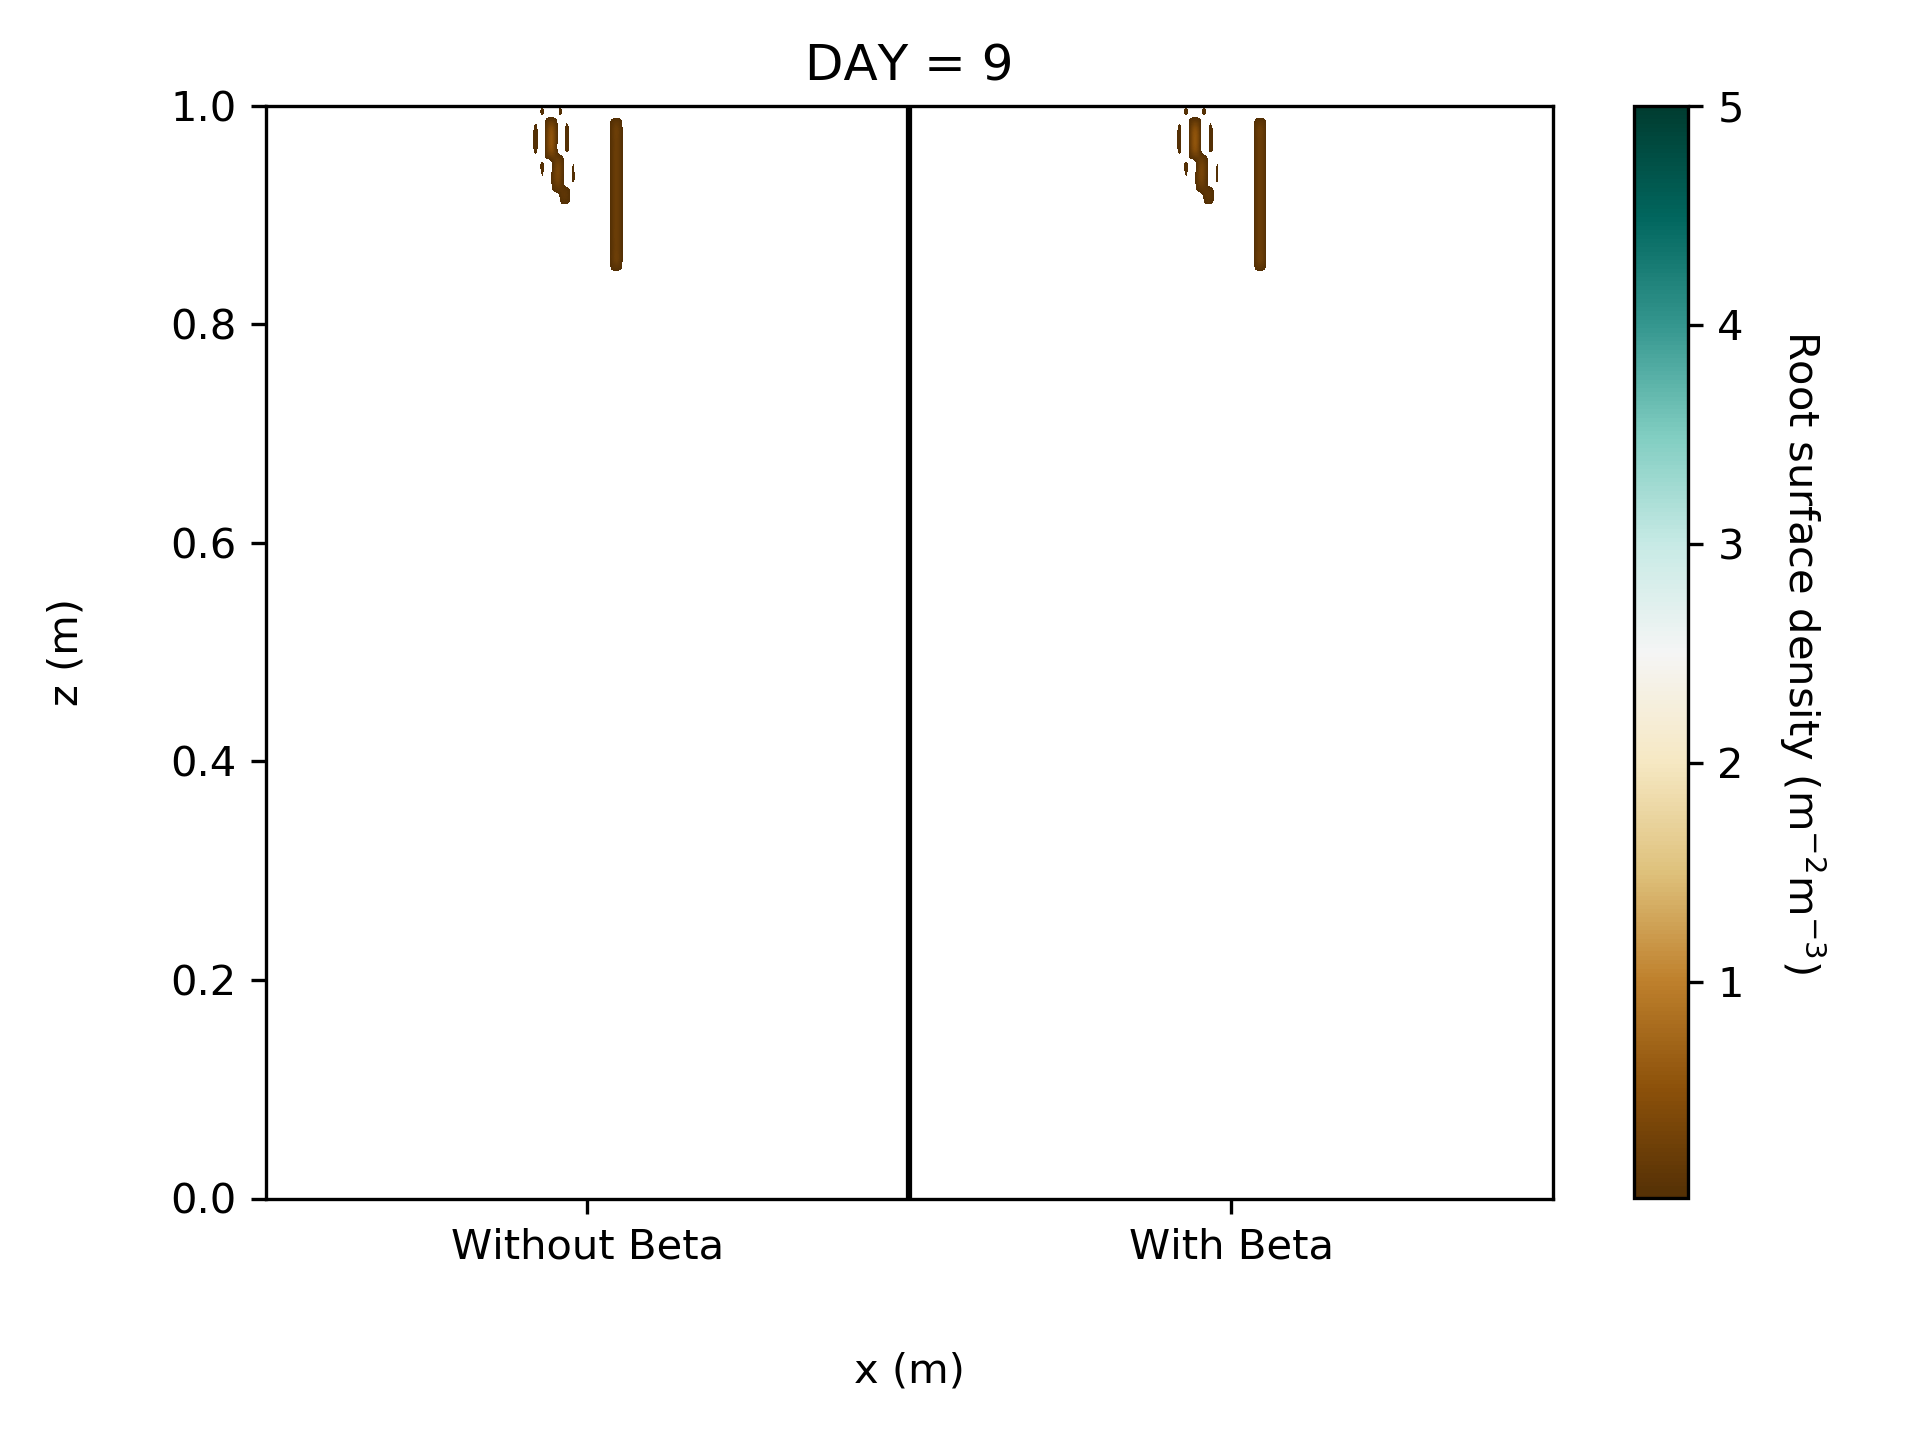 DAY = 9
1.0
0.8
0.6
0.4
0.2
0.0
z (m)
Without Beta
With Beta
x (m)
5
4
3
2
1
Root surface density (m⁻²m⁻³)